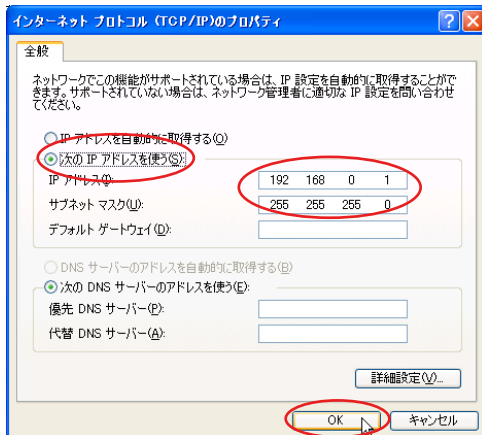 インターネット プロトコル (TCP/IP)のプロパティ
全般
ネットワークでこの機能がサポートされている場合は、IP 設定を自動的に取得することがで
きます。サポートされていない場合は、ネットワーク管理者に適切な IP 設定を問い合わせ
てください。
IP アドレスを自動的に取得する(O)
次の IP アドレスを使う(S):
IP アドレス(I):
192 168 0 1
サブネット マスク(U):
255 255 255 0
デフォルト ゲートウェイ(D):
DNS サーバーのアドレスを自動的に取得する(B)
次の DNS サーバーのアドレスを使う(E):
優先 DNS サーバー(P):
代替 DNS サーバー(A):
詳細設定(V)...
OK
キャンセル